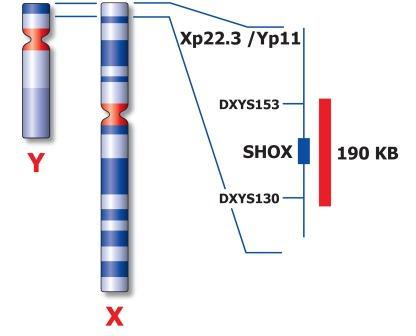 Xp22.3 /Yp11
DXYS153
SHOX
190 KB
DXYS130
Y
X